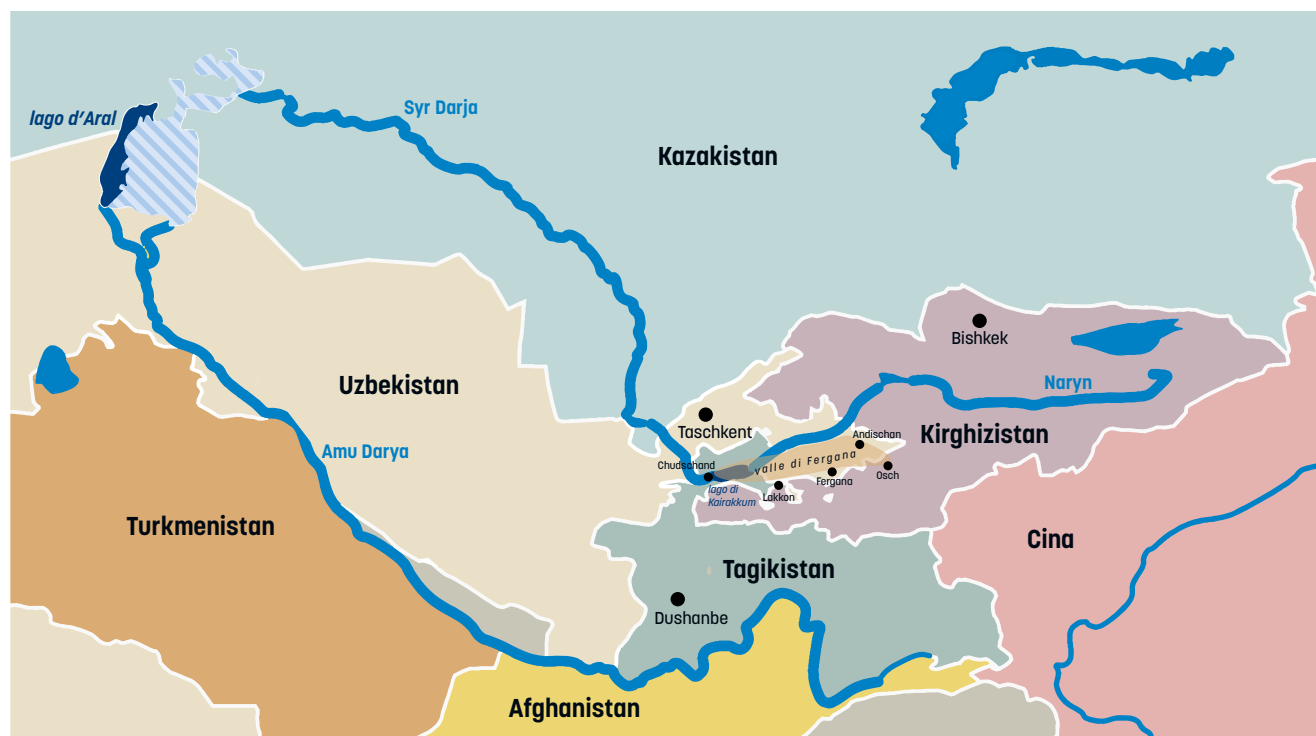 lago d'Aral
Syr Darja
Kazakistan
Bishkek
Naryn
Uzbekistan
Taschkent
Amu Darya
Andischan
Kirghizistan
Chudschand
Valle di Fergana
Osch
Fergana
lago di
Kairakkum
Lakkon
Turkmenistan
Cina
Tagikistan
Dushanbe
Afghanistan